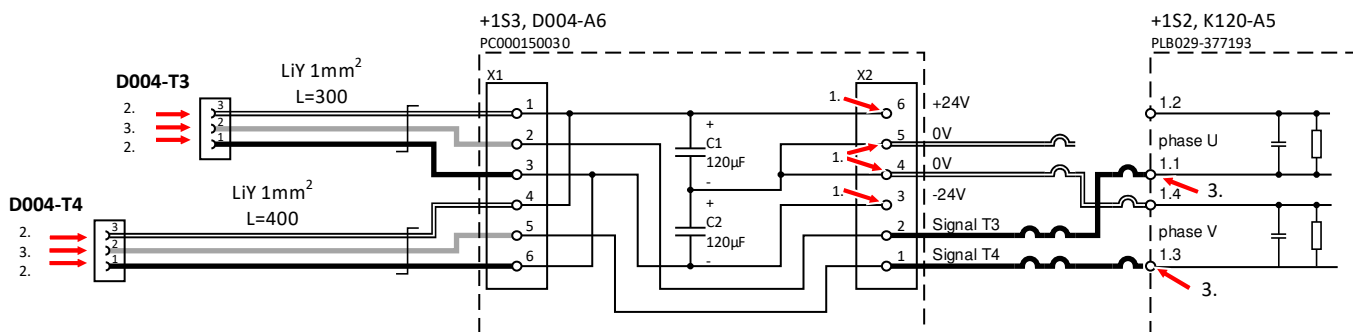 +1S3, D004-A6
PC000150030
+1S2, K120-A5
PLB029-377193
D004-T3
2.
3.
2.
3
2
1
LiY 1mm²
L=300
D004-T4
2.
3.
2.
3
2
1
LiY 1mm²
L=400
X1
1
2
3
4
5
6
+
C1
120µF
-
+
C2
120µF
-
X2
1.
6
+24V
5
0V
1.
4
0V
1.
3
-24V
2
Signal T3
1
Signal T4
1.2
phase U
1.1
3.
1.4
phase V
1.3
3.